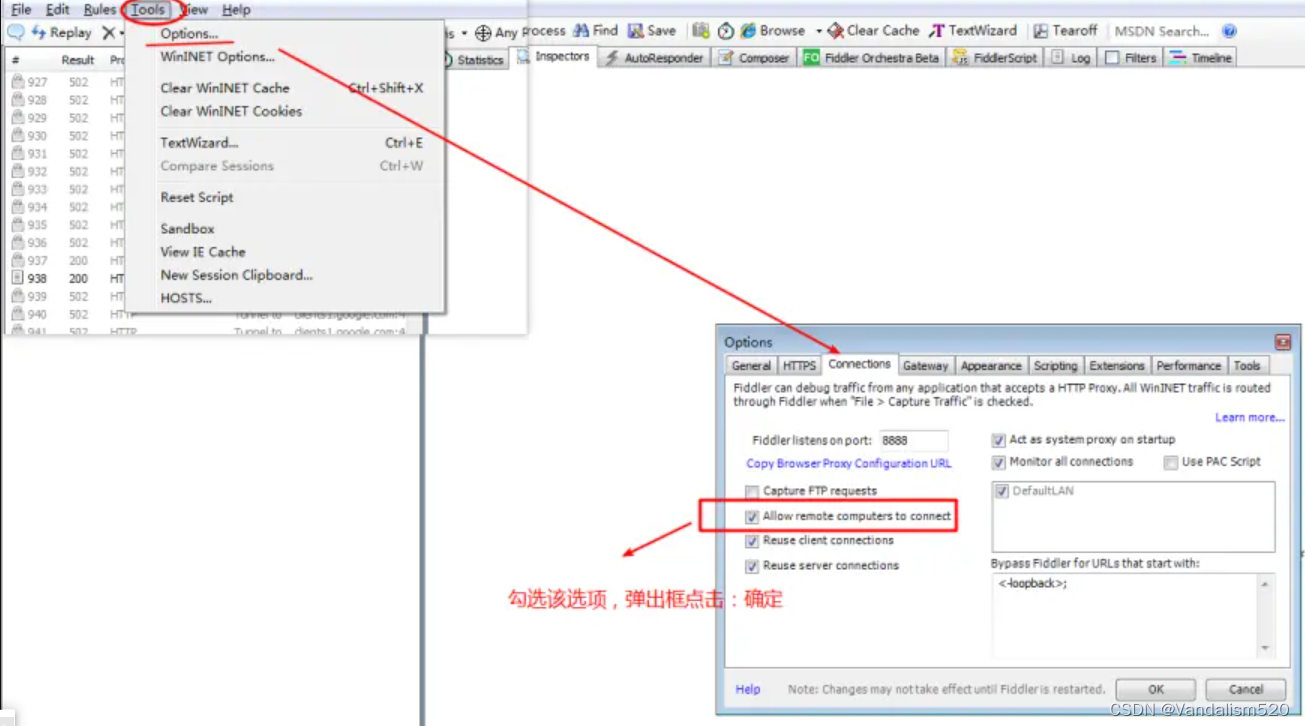 File Edit Rules Tools View Help
Replay
# Result
927 502 HT
928 502 HT
929 502 HT
930 502 HT
931 502 HT
932 502 HT
933 502 HT
934 502 HT
935 502 HT
936 502 HT
937 200 HT
938 200 HT
939 502 HT
940 502 HTTP Tunnel to clients1.google.com:4
941 502 HTTP Tunnel to clients1.google.com:4
Options...
WinINET Options...
Clear WinINET Cache Ctrl+Shift+X
Clear WinINET Cookies
TextWizard... Ctrl+E
Compare Sessions Ctrl+W
Reset Script
Sandbox
View IE Cache
New Session Clipboard...
HOSTS...
Any Process Find Save Browse Clear Cache TextWizard Tearoff MSDN Search...
Statistics Inspectors AutoResponder Composer FO Fiddler Orchestra Beta FiddlerScript Log Filters Timeline
Options
General HTTPS Connections Gateway Appearance Scripting Extensions Performance Tools
Fiddler can debug traffic from any application that accepts a HTTP Proxy. All WinINET traffic is routed
through Fiddler when "File > Capture Traffic" is checked.
Learn more...
Fiddler listens on port: 8888
Copy Browser Proxy Configuration URL
Capture FTP requests
Allow remote computers to connect
Reuse client connections
Reuse server connections
Act as system proxy on startup
Monitor all connections Use PAC Script
DefaultLAN
Bypass Fiddler for URLs that start with:
<-loopback>;
勾选该选项，弹出框点击：确定
Help Note: Changes may not take effect until Fiddler is restarted. OK Cancel
CSDN @Vandalism520